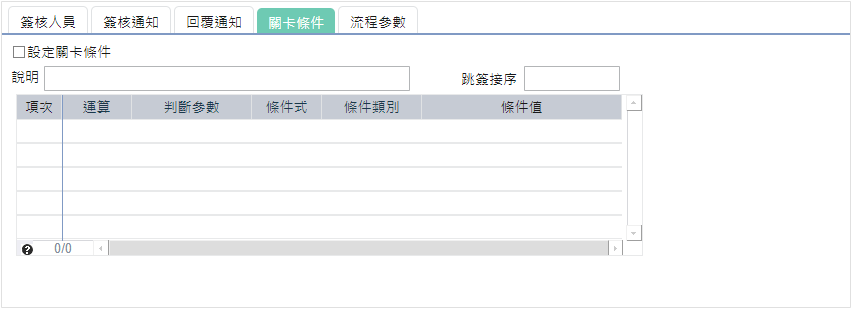 簽核人員 簽核通知 回覆通知 關卡條件 流程參數
設定關卡條件
說明 跳簽接序
項次 運算 判斷參數 條件式 條件類別 條件值
0/0